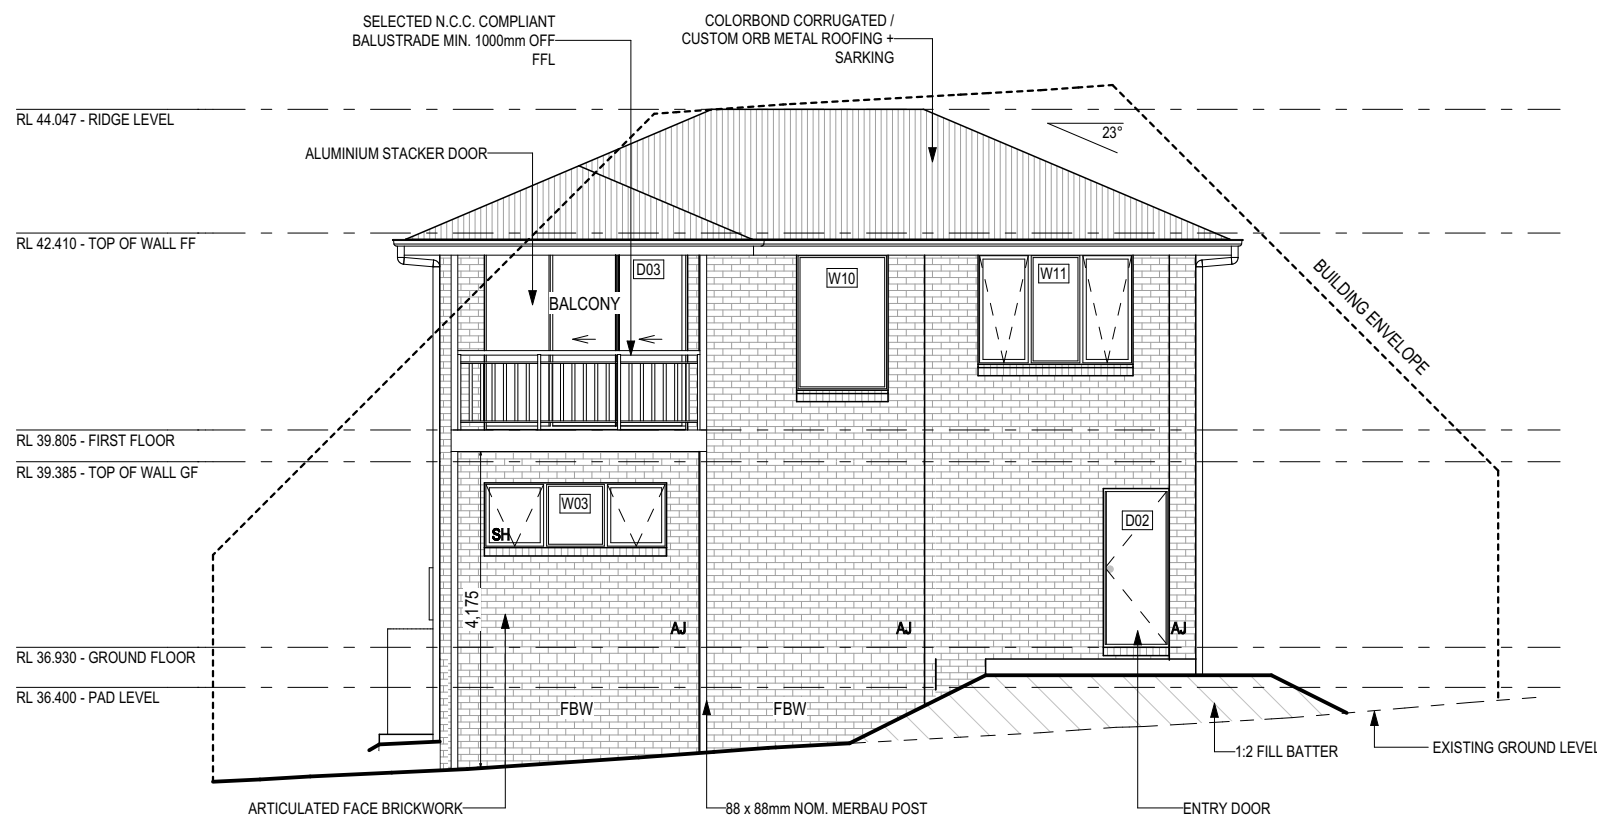 SELECTED N.C.C. COMPLIANT
BALUSTRADE MIN. 1000mm OFF
FFL
COLORBOND CORRUGATED /
CUSTOM ORB METAL ROOFING +
SARKING
RL 44.047 - RIDGE LEVEL
23°
ALUMINIUM STACKER DOOR
RL 42.410 - TOP OF WALL FF
D03
W10
W11
BALCONY
BUILDING ENVELOPE
RL 39.805 - FIRST FLOOR
RL 39.385 - TOP OF WALL GF
W03
SH
D02
4,175
AJ
AJ
AJ
RL 36.930 - GROUND FLOOR
RL 36.400 - PAD LEVEL
FBW
FBW
1:2 FILL BATTER
EXISTING GROUND LEVEL
ARTICULATED FACE BRICKWORK
88 x 88mm NOM. MERBAU POST
ENTRY DOOR